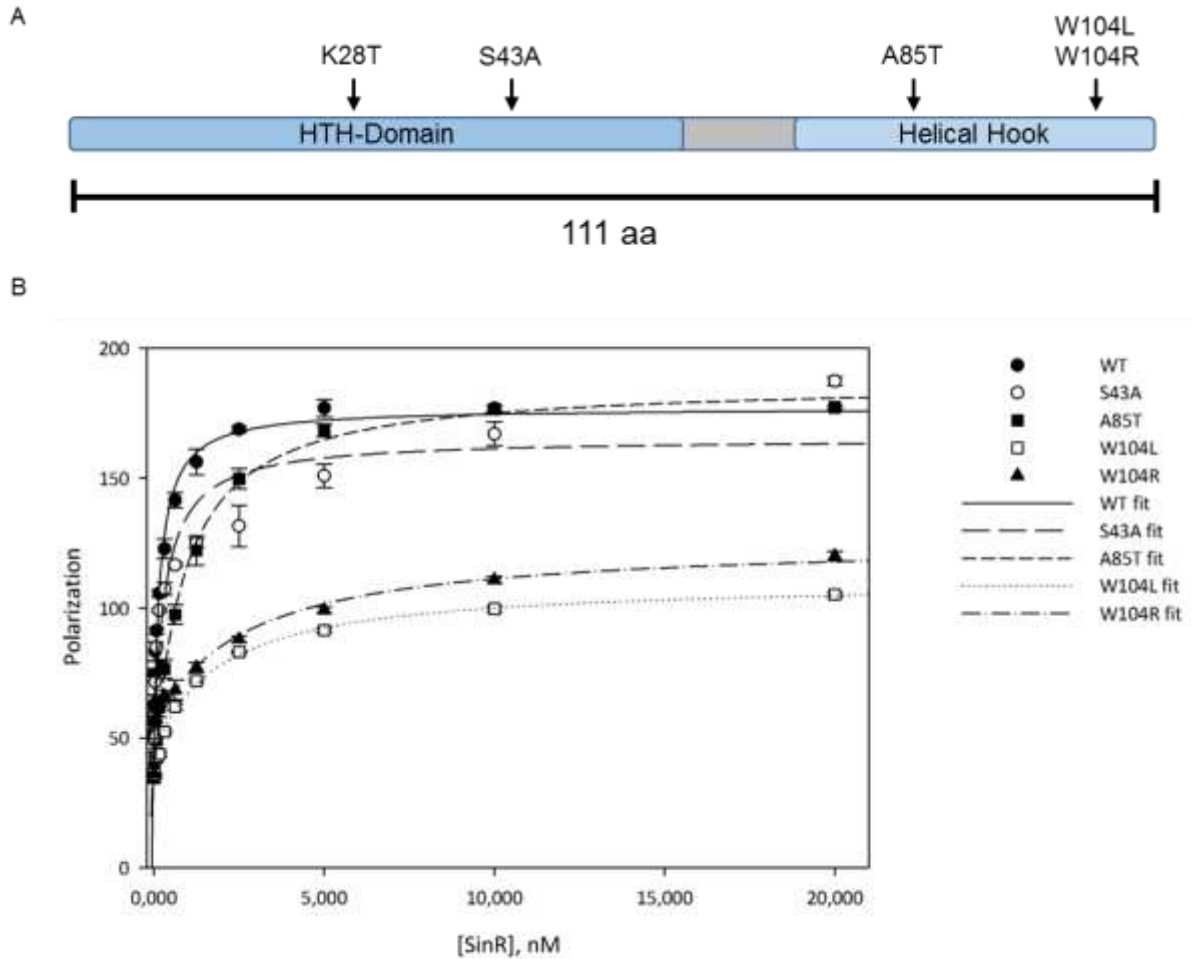 A
K28T
S43A
A85T
W104L
W104R
HTH-Domain
Helical Hook
111 aa
B
200
150
100
50
0
Polarization
0,000
5,000
10,000
15,000
20,000
[SinR], nM
WT
S43A
A85T
W104L
W104R
WT fit
S43A fit
A85T fit
W104L fit
W104R fit